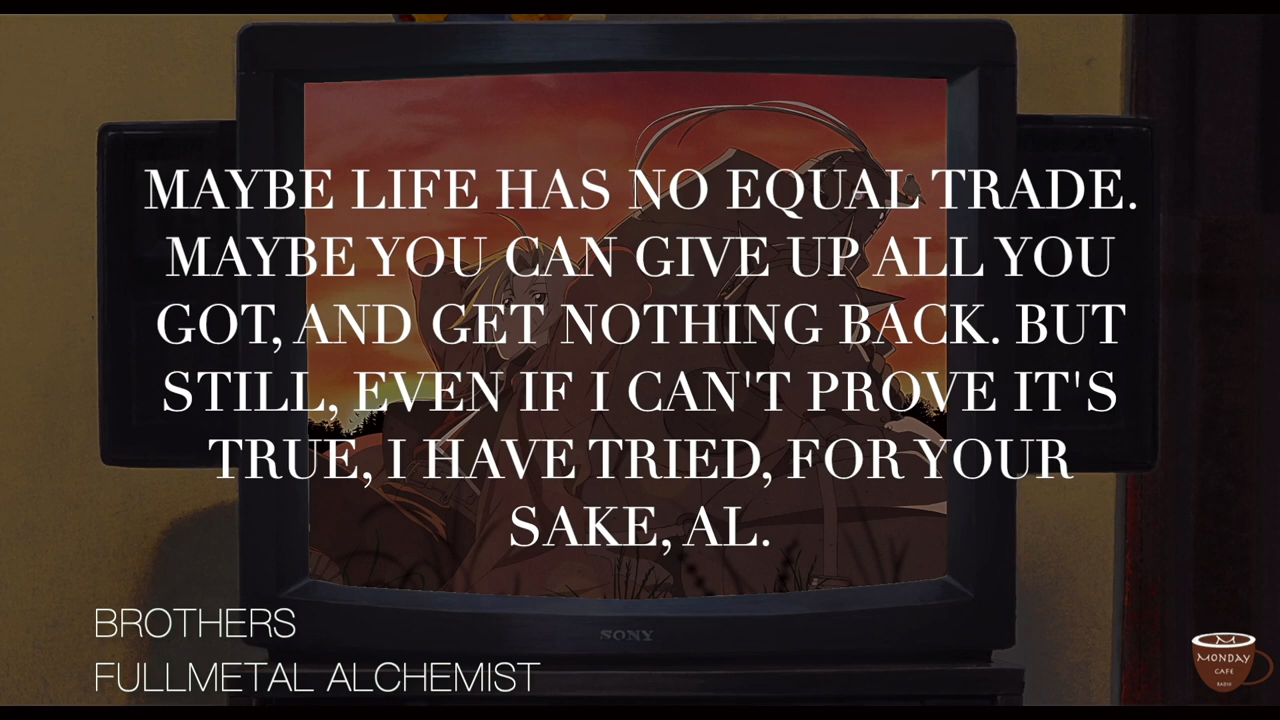 MAYBE LIFE HAS NO EQUAL TRADE.
MAYBE YOU CAN GIVE UP ALL YOU
GOT, AND GET NOTHING BACK. BUT
STILL, EVEN IF I CAN'T PROVE IT'S
TRUE, I HAVE TRIED, FOR YOUR
SAKE, AL.
SONY
BROTHERS
FULLMETAL ALCHEMIST
M
MONDAY
CAFE
RADIO